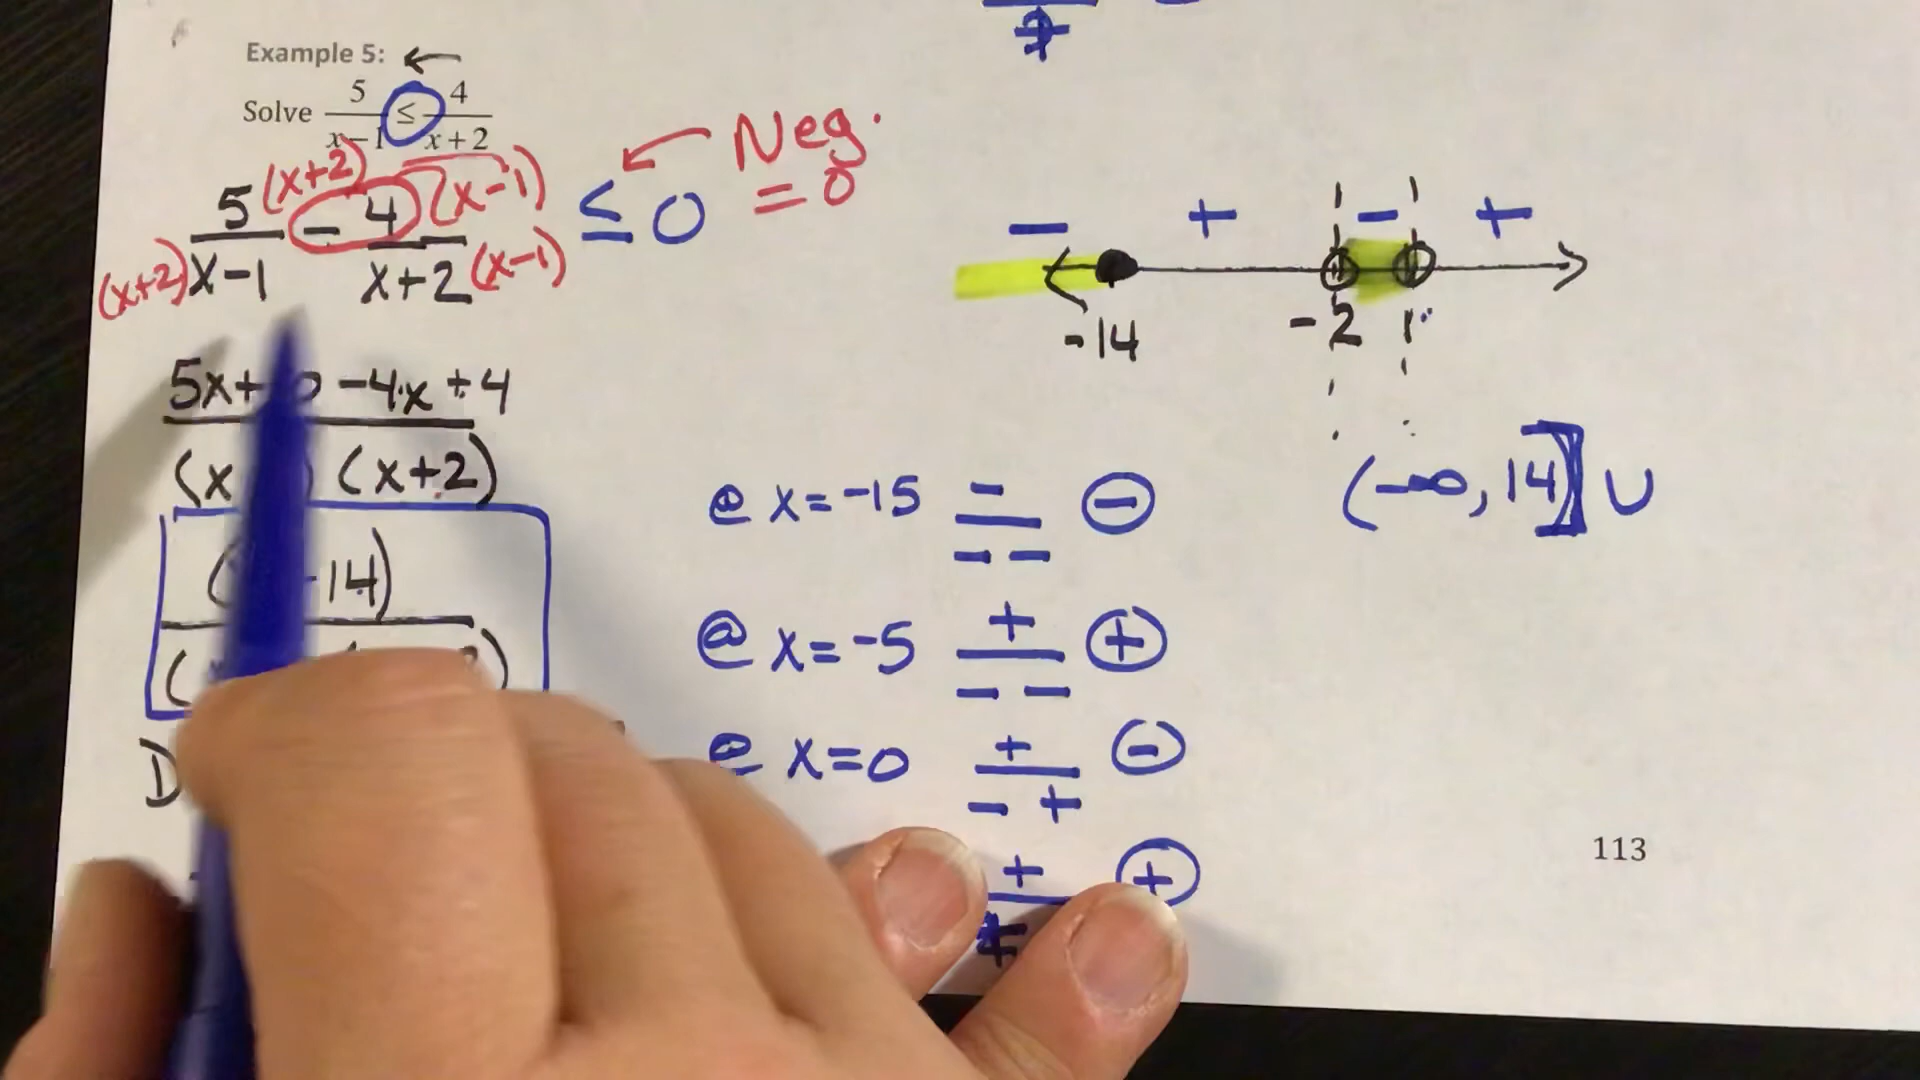 Example 5: ←
Solve 5/x−1 ≤ 4/x+2
Neg.
= 0
5(x+2) − 4(x−1) ≤ 0
(x+2) x−1 x+2 (x−1)
− + − +
-14 -2 1
5x+ -4x+4
(x (x+2)
(-∞, 14] ∪
@ x=-15 − / − − ⊖
14)
@ x=-5 + / − − ⊕
@ x=0 + / − + ⊖
D
+ ⊕
113